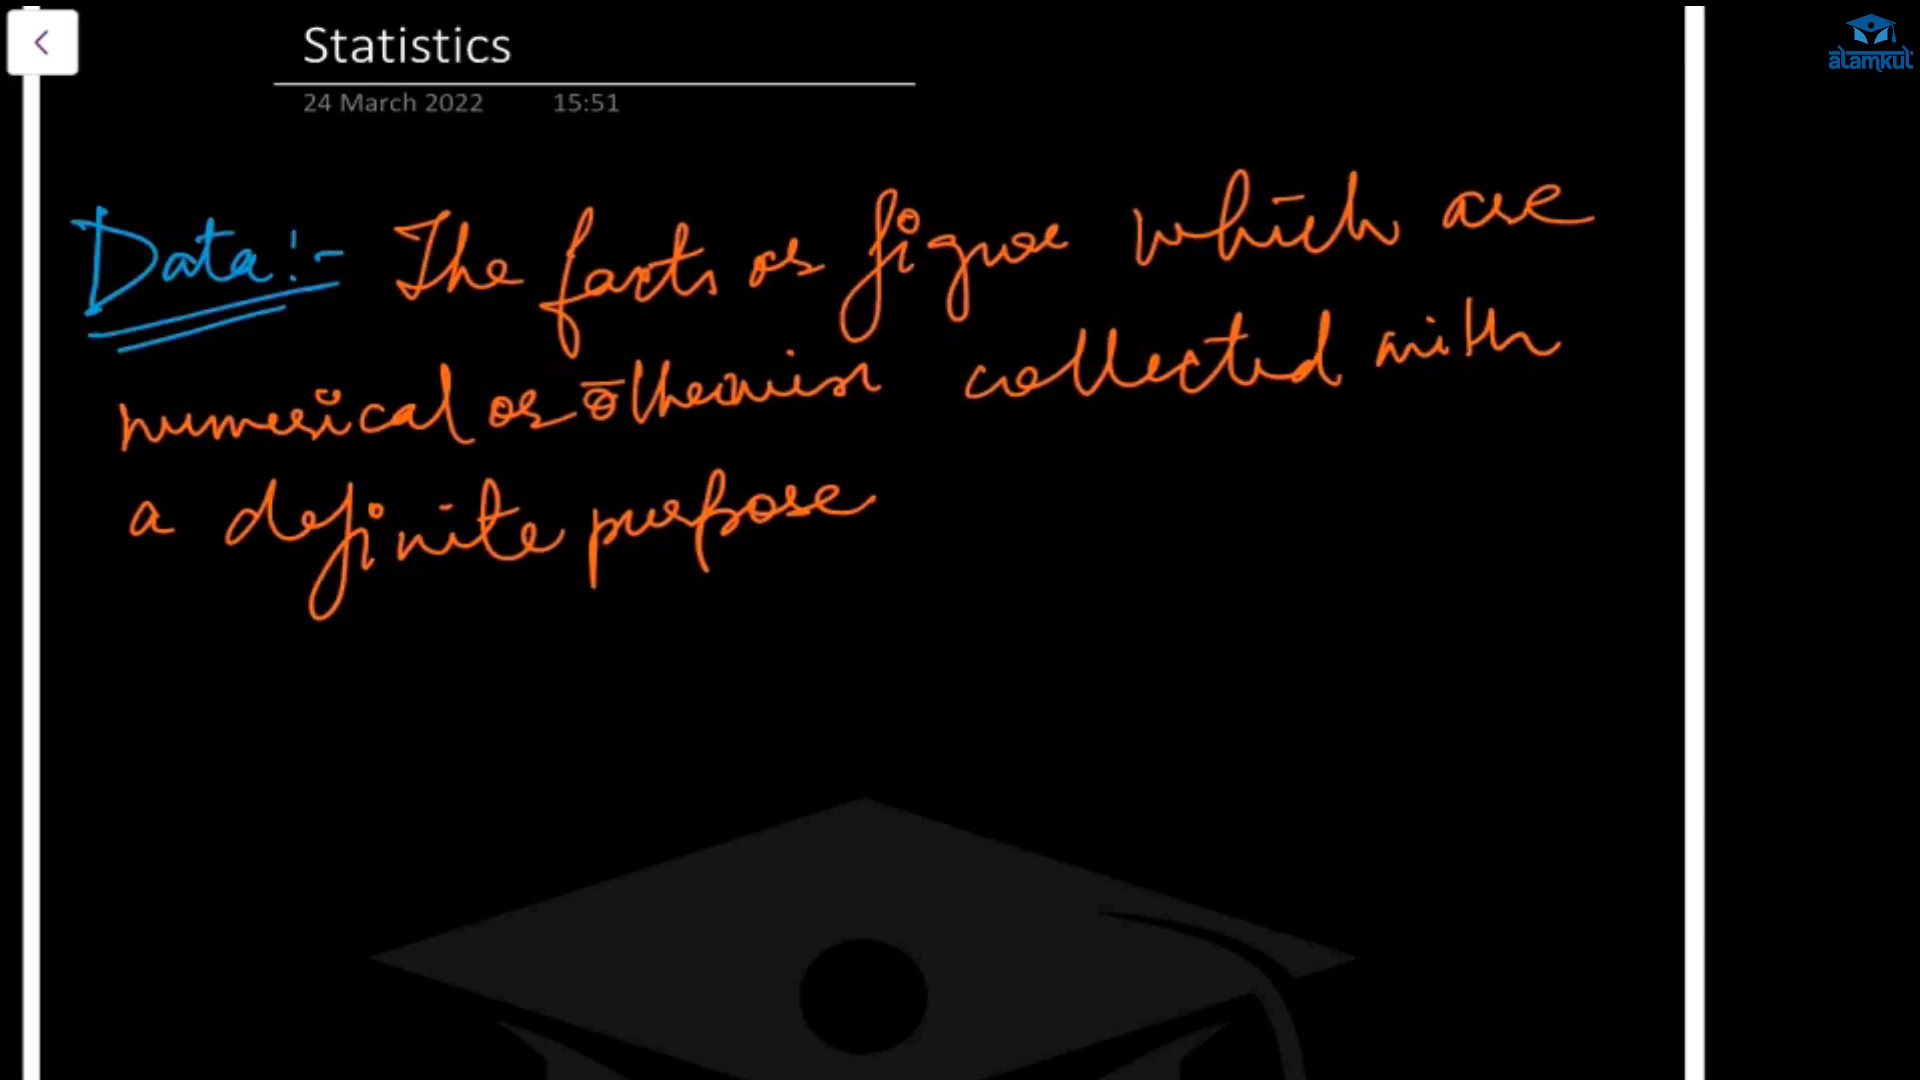 Statistics
24 March 2022 15:51
alamkul
Data:- The facts or figure which are
numerical or otherwise collected with
a definite purpose